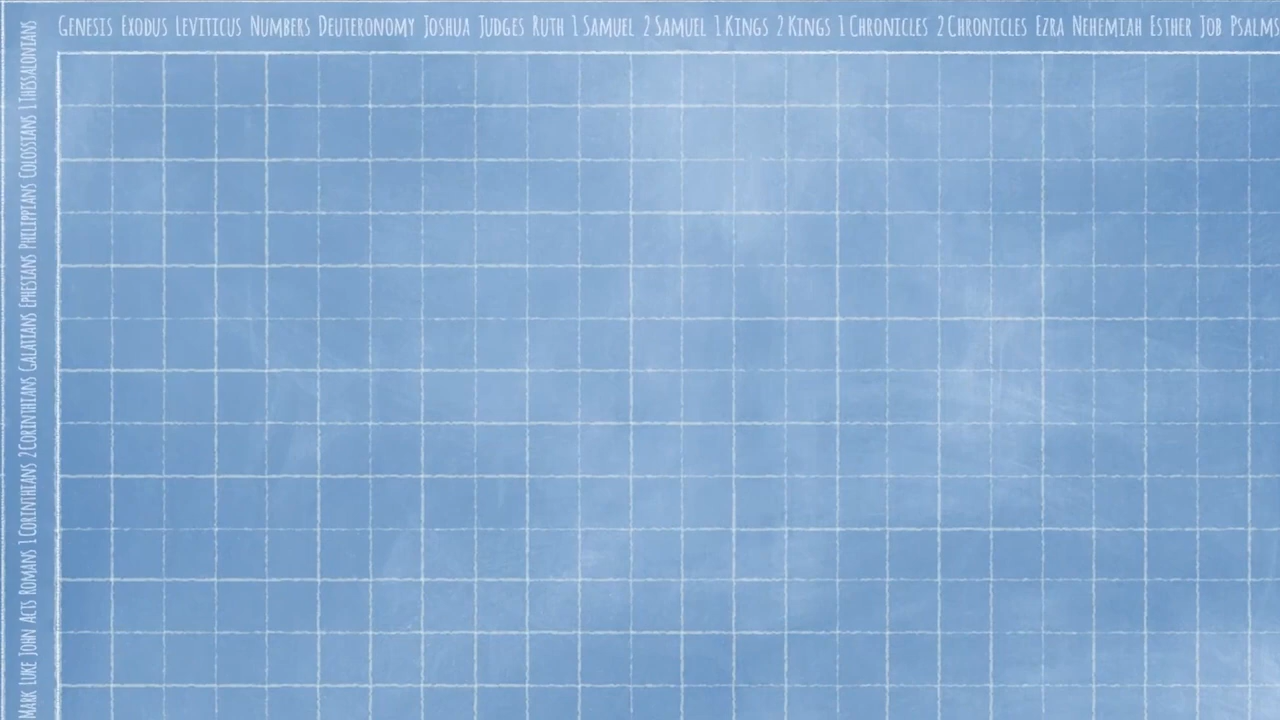 Genesis Exodus Leviticus Numbers Deuteronomy Joshua Judges Ruth 1 Samuel 2 Samuel 1 Kings 2 Kings 1 Chronicles 2 Chronicles Ezra Nehemiah Esther Job Psalms
Mark Luke John Acts Romans 1 Corinthians 2 Corinthians Galatians Ephesians Philippians Colossians 1 Thessalonians